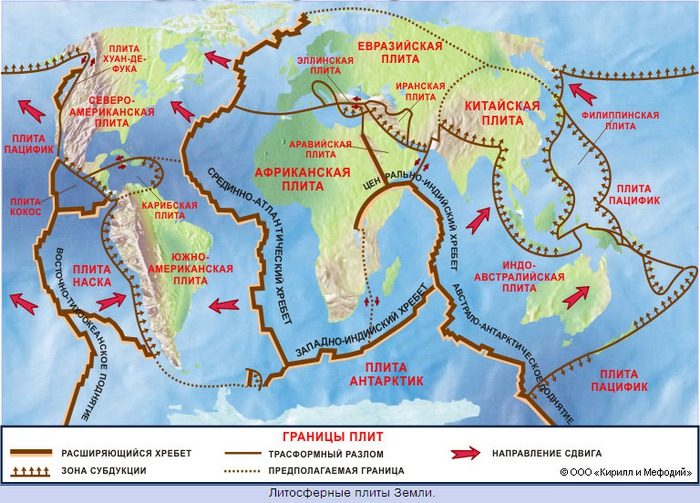 ПЛИТА
ХУАН-ДЕ-
ФУКА
СЕВЕРО-
АМЕРИКАНСКАЯ
ПЛИТА
ПЛИТА
ПАЦИФИК
ПЛИТА
КОКОС
КАРИБСКАЯ
ПЛИТА
ПЛИТА
НАСКА
ЮЖНО-
АМЕРИКАНСКАЯ
ПЛИТА
ВОСТОЧНО-ТИХООКЕАНСКОЕ ПОДНЯТИЕ
СРЕДИННО-АТЛАНТИЧЕСКИЙ ХРЕБЕТ
ЕВРАЗИЙСКАЯ
ПЛИТА
ЭЛЛИНСКАЯ
ПЛИТА
ИРАНСКАЯ
ПЛИТА
КИТАЙСКАЯ
ПЛИТА
ФИЛИППИНСКАЯ
ПЛИТА
АРАВИЙСКАЯ
ПЛИТА
АФРИКАНСКАЯ
ПЛИТА
ЦЕНТРАЛЬНО-ИНДИЙСКИЙ ХРЕБЕТ
ПЛИТА
ПАЦИФИК
ИНДО-
АВСТРАЛИЙСКАЯ
ПЛИТА
ЗАПАДНО-ИНДИЙСКИЙ ХРЕБЕТ
АВСТРАЛО-АНТАРКТИЧЕСКОЕ ПОДНЯТИЕ
ПЛИТА
АНТАРКТИК
ПЛИТА
ПАЦИФИК
ГРАНИЦЫ ПЛИТ
РАСШИРЯЮЩИЙСЯ ХРЕБЕТ
ТРАСФОРМНЫЙ РАЗЛОМ
НАПРАВЛЕНИЕ СДВИГА
ЗОНА СУБДУКЦИИ
ПРЕДПОЛАГАЕМАЯ ГРАНИЦА
© ООО «Кирилл и Мефодий»
Литосферные плиты Земли.